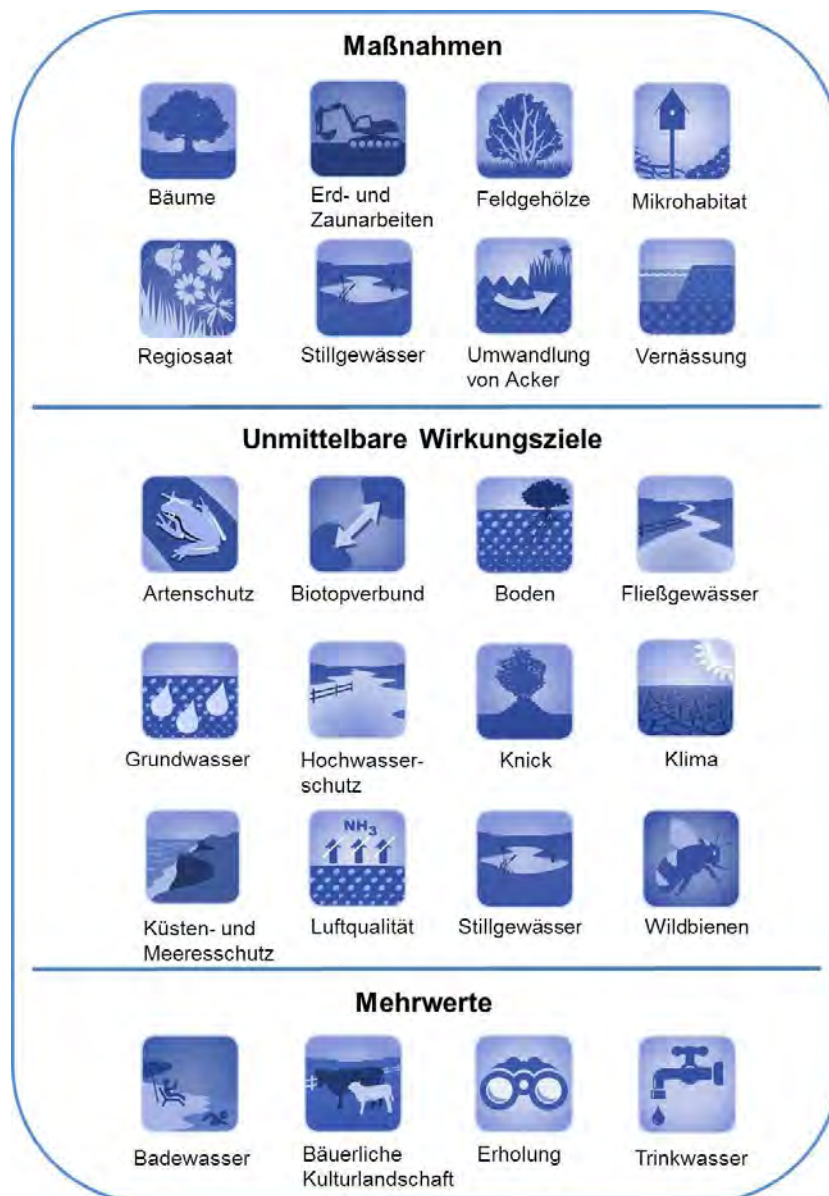 Maßnahmen
Bäume
Erd- und
Zaunarbeiten
Feldgehölze
Mikrohabitat
Regiosaat
Stillgewässer
Umwandlung
von Acker
Vernässung
Unmittelbare Wirkungsziele
Artenschutz
Biotopverbund
Boden
Fließgewässer
Grundwasser
Hochwasser-
schutz
Knick
Klima
NH3
Küsten- und
Meeresschutz
Luftqualität
Stillgewässer
Wildbienen
Mehrwerte
Badewasser
Bäuerliche
Kulturlandschaft
Erholung
Trinkwasser